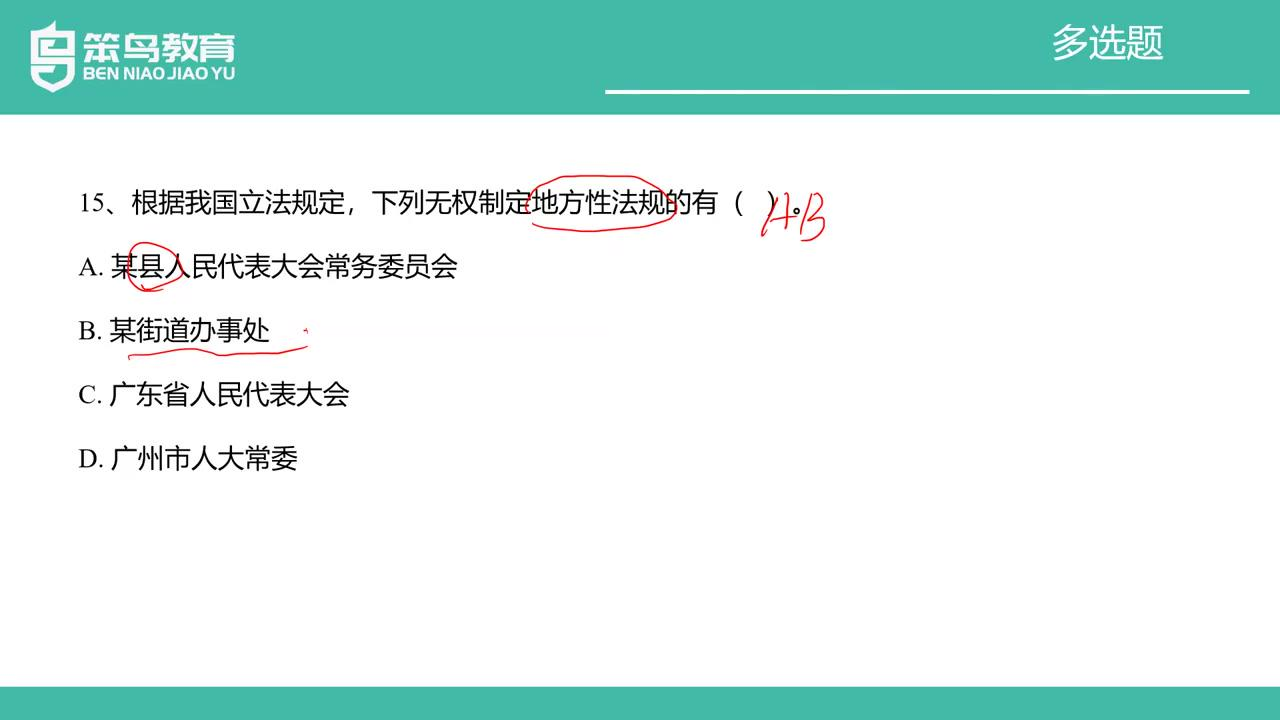 笨鸟教育
BEN NIAO JIAO YU
多选题
15、根据我国立法规定，下列无权制定地方性法规的有（ ）。AB
A. 某县人民代表大会常务委员会
B. 某街道办事处
C. 广东省人民代表大会
D. 广州市人大常委